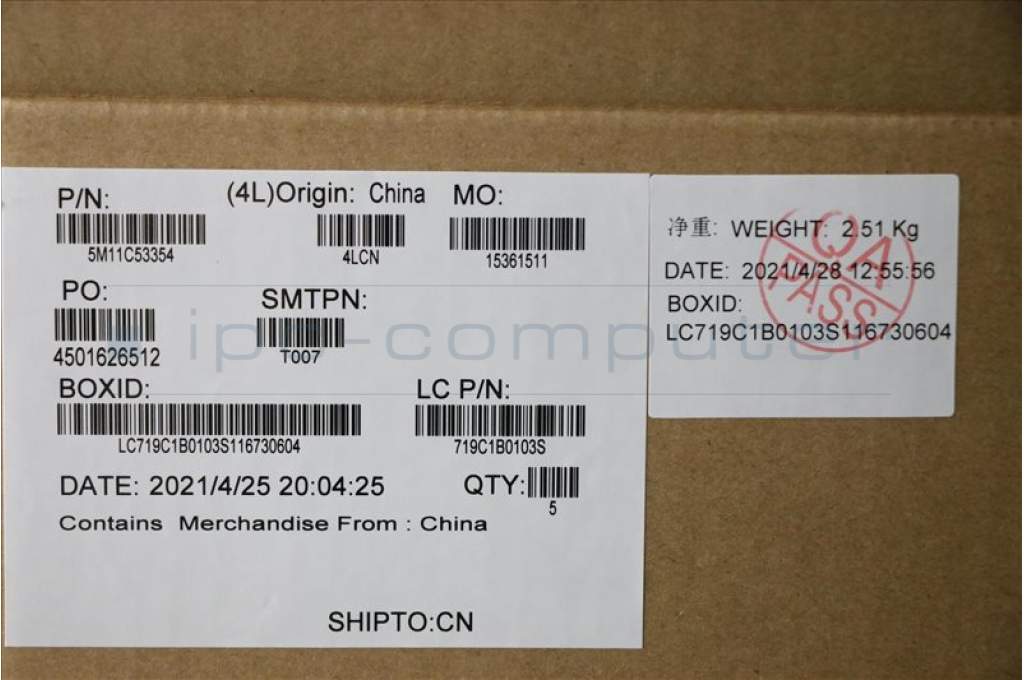 P/N: (4L)Origin: China MO:
5M11C53354 4LCN 15361511
PO: SMTPN:
4501626512 T007
BOXID: LC P/N:
LC719C1B0103S116730604 719C1B0103S
DATE: 2021/4/25 20:04:25 QTY:
5
Contains Merchandise From : China
SHIPTO:CN
净重: WEIGHT: 2.51 Kg
DATE: 2021/4/28 12:55:56
BOXID:
LC719C1B0103S116730604
QA
PASS
ipc-computer